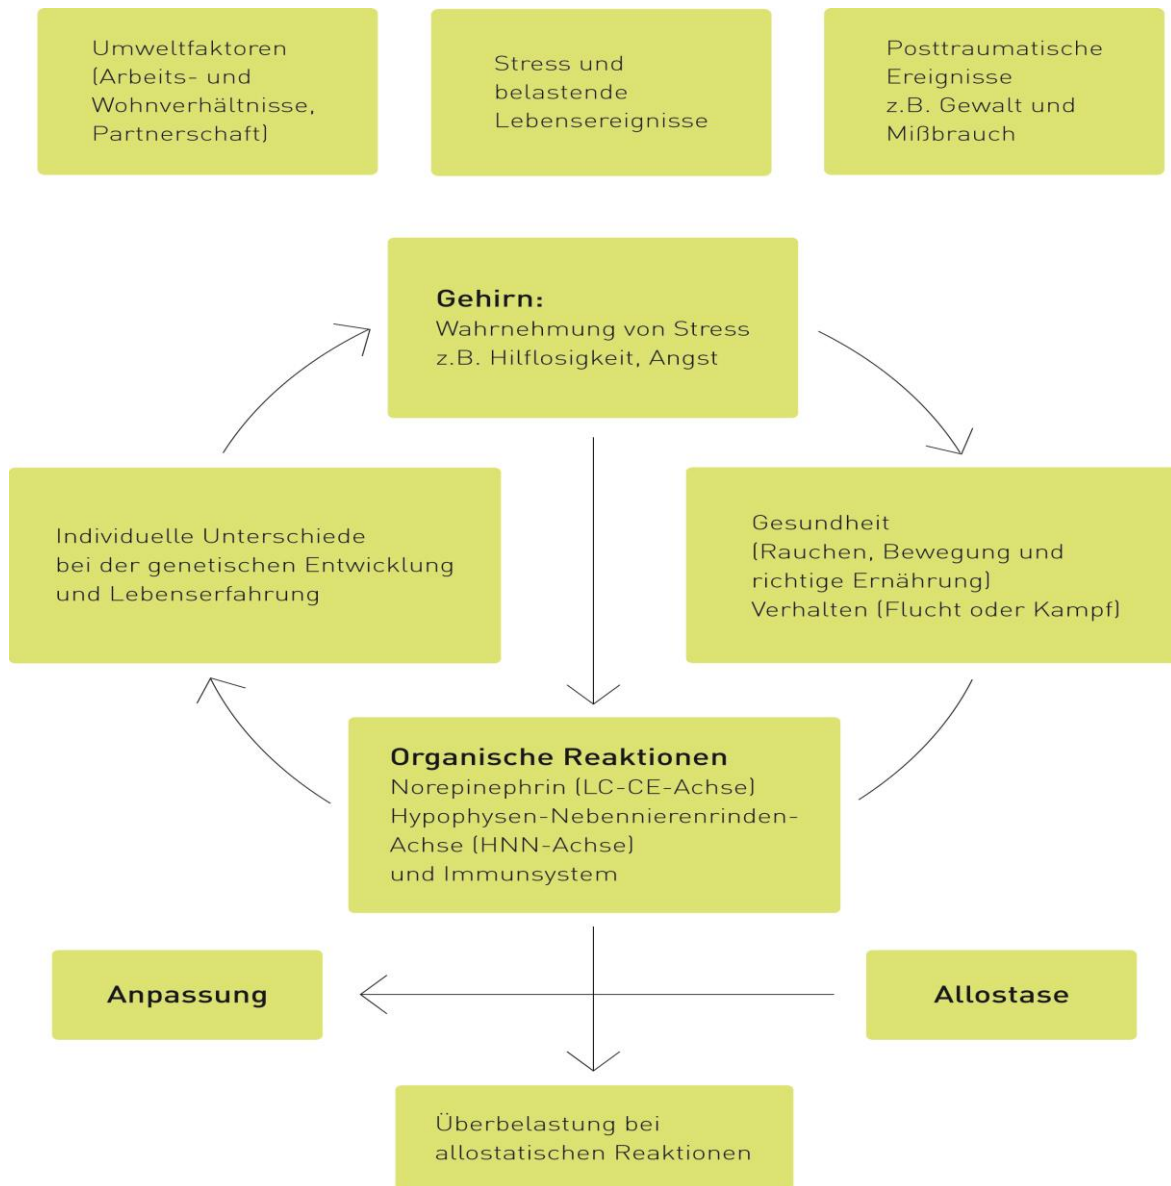 Umweltfaktoren
(Arbeits- und
Wohnverhältnisse,
Partnerschaft)
Stress und
belastende
Lebensereignisse
Posttraumatische
Ereignisse
z.B. Gewalt und
Mißbrauch
Gehirn:
Wahrnehmung von Stress
z.B. Hilflosigkeit, Angst
Individuelle Unterschiede
bei der genetischen Entwicklung
und Lebenserfahrung
Gesundheit
(Rauchen, Bewegung und
richtige Ernährung)
Verhalten (Flucht oder Kampf)
Organische Reaktionen
Norepinephrin (LC-CE-Achse)
Hypophysen-Nebennierenrinden-
Achse (HNN-Achse)
und Immunsystem
Anpassung
Allostase
Überbelastung bei
allostatischen Reaktionen